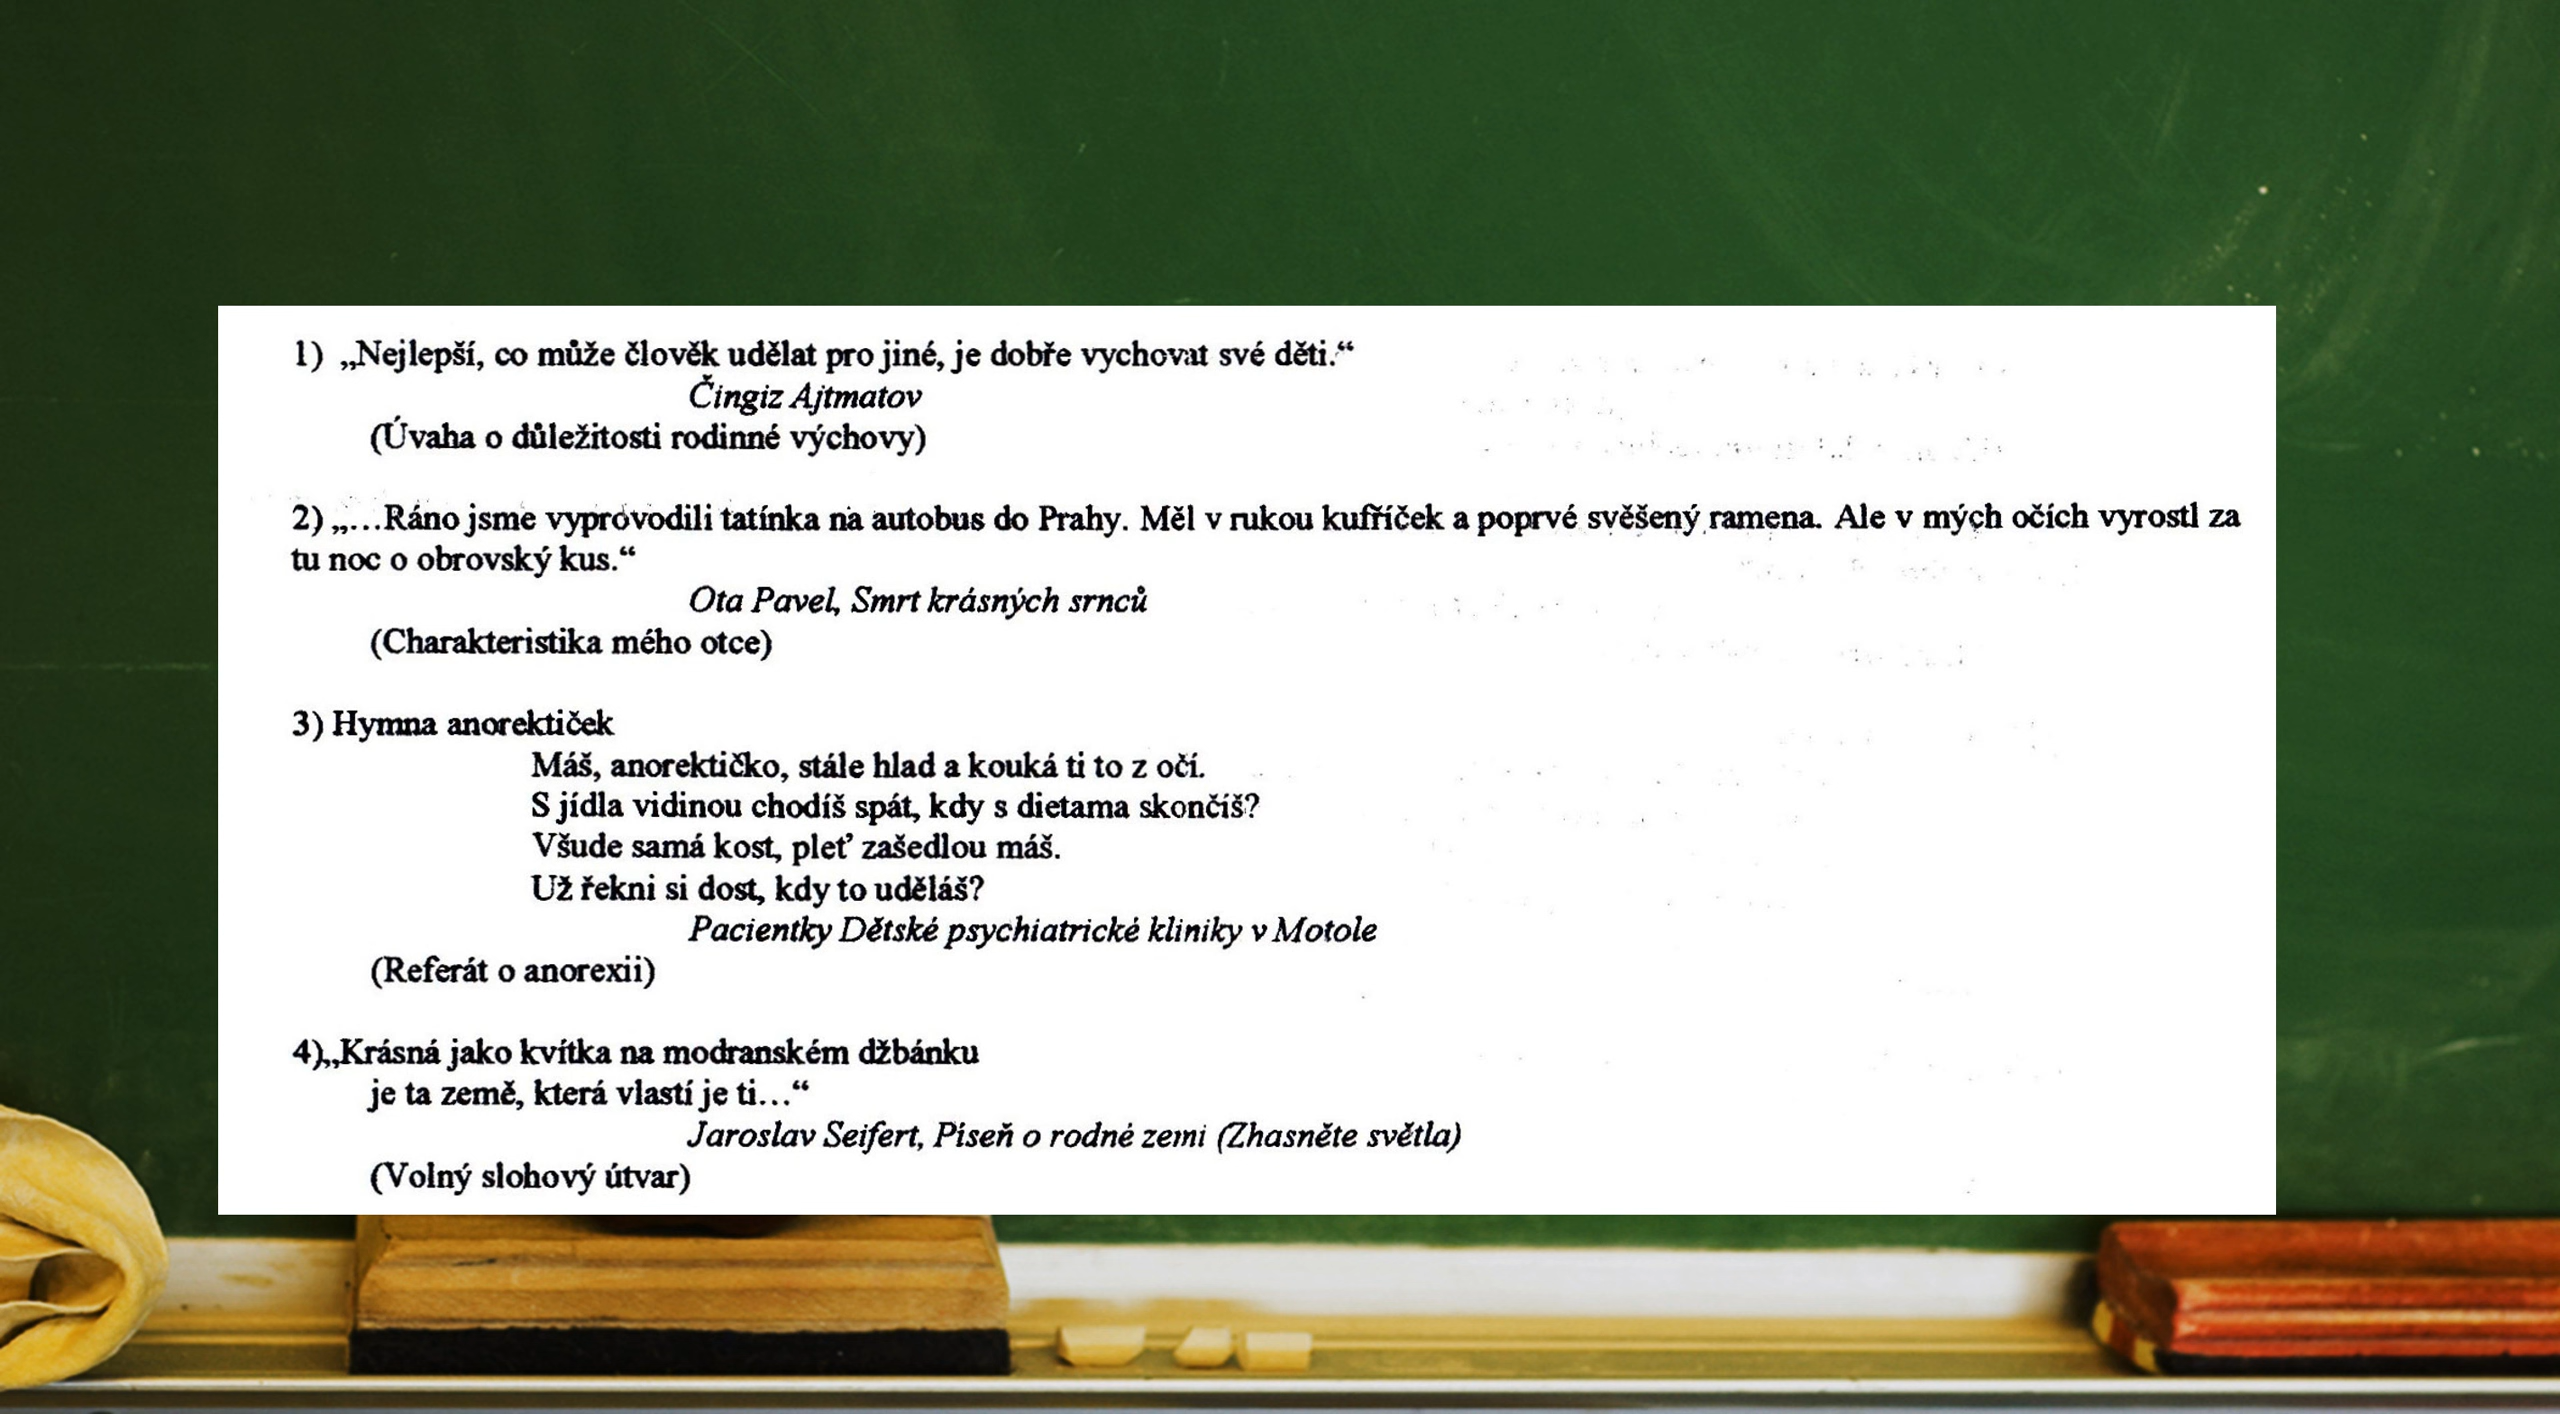 1) „Nejlepší, co může člověk udělat pro jiné, je dobře vychovat své děti.“
Čingiz Ajtmatov
(Úvaha o důležitosti rodinné výchovy)
2) „…Ráno jsme vyprovodili tatínka na autobus do Prahy. Měl v rukou kufříček a poprvé svěšený ramena. Ale v mých očích vyrostl za
tu noc o obrovský kus.“
Ota Pavel, Smrt krásných srnců
(Charakteristika mého otce)
3) Hymna anorektiček
Máš, anorektičko, stále hlad a kouká ti to z očí.
S jídla vidinou chodíš spát, kdy s dietama skončíš?
Všude samá kost, pleť zašedlou máš.
Už řekni si dost, kdy to uděláš?
Pacientky Dětské psychiatrické kliniky v Motole
(Referát o anorexii)
4)„Krásná jako kvítka na modranském džbánku
je ta země, která vlastí je ti…“
Jaroslav Seifert, Píseň o rodné zemi (Zhasněte světla)
(Volný slohový útvar)